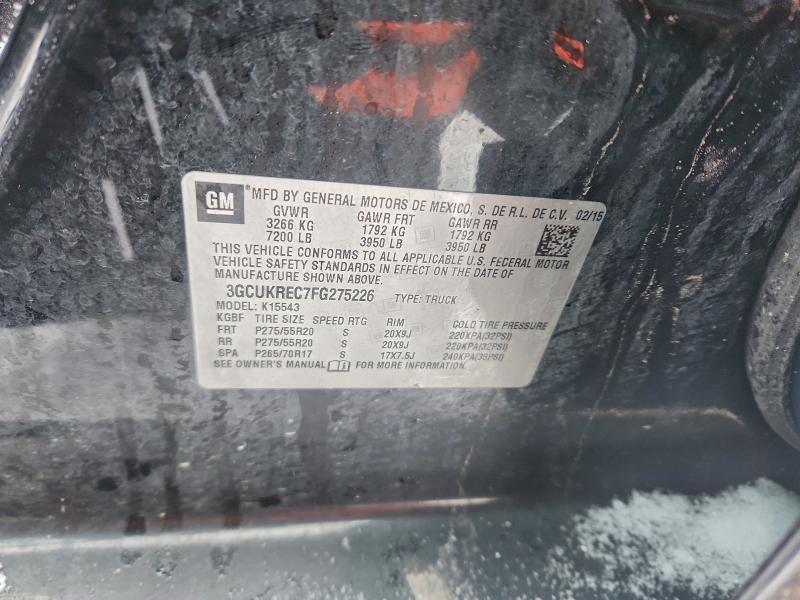 GM
MFD BY GENERAL MOTORS DE MEXICO, S. DE R.L. DE C.V. 02/15
GVWR GAWR FRT GAWR RR
3266 KG 1792 KG 1792 KG
7200 LB 3950 LB 3950 LB
THIS VEHICLE CONFORMS TO ALL APPLICABLE U.S. FEDERAL MOTOR
VEHICLE SAFETY STANDARDS IN EFFECT ON THE DATE OF
MANUFACTURE SHOWN ABOVE.
3GCUKREC7FG275226 TYPE: TRUCK
MODEL: K15543
KGBF TIRE SIZE SPEED RTG RIM COLD TIRE PRESSURE
FRT P275/55R20 S 20X9J 220KPA(32PSI)
RR P275/55R20 S 20X9J 220KPA(32PSI)
SPA P265/70R17 S 17X7.5J 240KPA(35PSI)
SEE OWNER'S MANUAL FOR MORE INFORMATION.